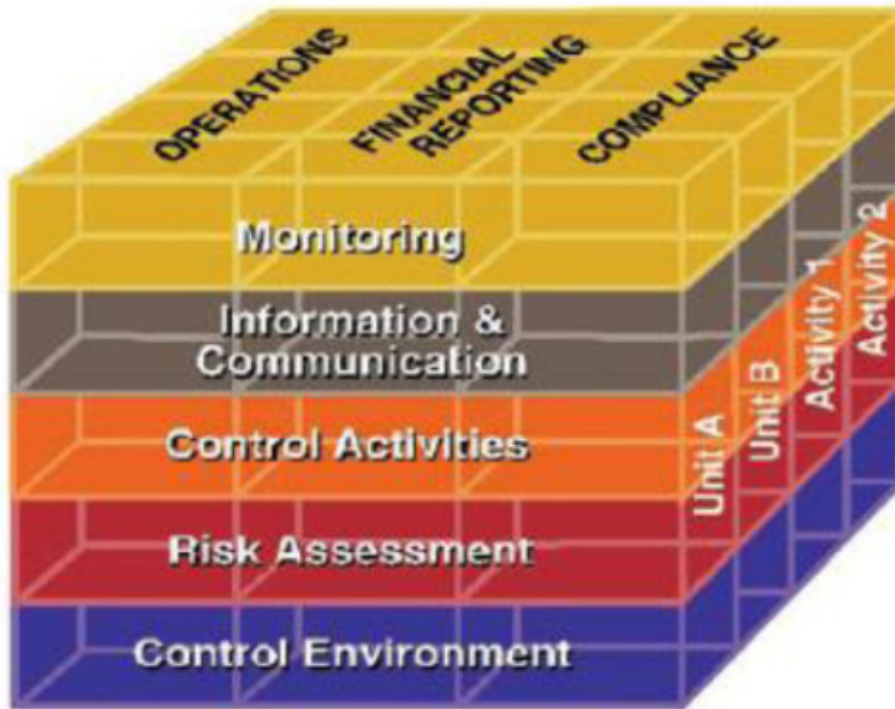 OPERATIONS
FINANCIAL
REPORTING
COMPLIANCE
Monitoring
Information &
Communication
Control Activities
Risk Assessment
Control Environment
Unit A
Unit B
Activity 1
Activity 2